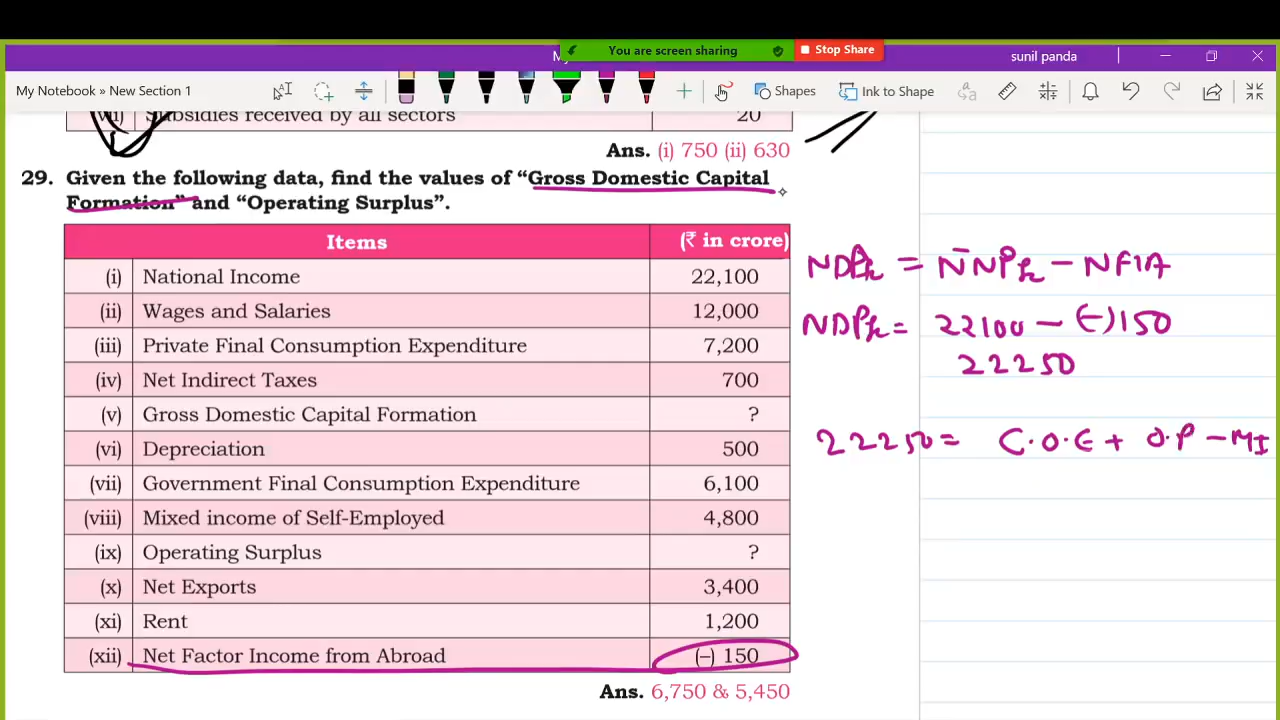 You are screen sharing
Stop Share
My
sunil panda
My Notebook » New Section 1
Shapes
Ink to Shape
(vii) Subsidies received by all sectors 20
Ans. (i) 750 (ii) 630
29. Given the following data, find the values of “Gross Domestic Capital
Formation” and “Operating Surplus”.
Items (₹ in crore)
(i) National Income 22,100
(ii) Wages and Salaries 12,000
(iii) Private Final Consumption Expenditure 7,200
(iv) Net Indirect Taxes 700
(v) Gross Domestic Capital Formation ?
(vi) Depreciation 500
(vii) Government Final Consumption Expenditure 6,100
(viii) Mixed income of Self-Employed 4,800
(ix) Operating Surplus ?
(x) Net Exports 3,400
(xi) Rent 1,200
(xii) Net Factor Income from Abroad (–) 150
Ans. 6,750 & 5,450
NDPfc = NNPfc - NFIA
NDPfc = 22100 - (-)150
22250
22250 = C.O.E + O.P - MI